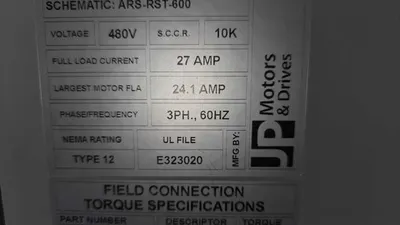 SCHEMATIC: ARS-RST-600
VOLTAGE 480V S.C.C.R. 10K
FULL LOAD CURRENT 27 AMP
LARGEST MOTOR FLA 24.1 AMP
PHASE/FREQUENCY 3PH., 60HZ
NEMA RATING UL FILE
TYPE 12 E323020
MFG BY:
JP Motors
& Drives
FIELD CONNECTION
TORQUE SPECIFICATIONS
PART NUMBER DESCRIPTOR TORQUE